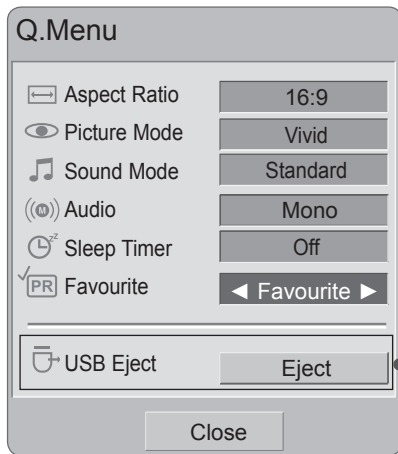 Q.Menu
Aspect Ratio 16:9
Picture Mode Vivid
Sound Mode Standard
((M)) Audio Mono
zz Sleep Timer Off
PR Favourite ◄ Favourite ►
USB Eject Eject
Close